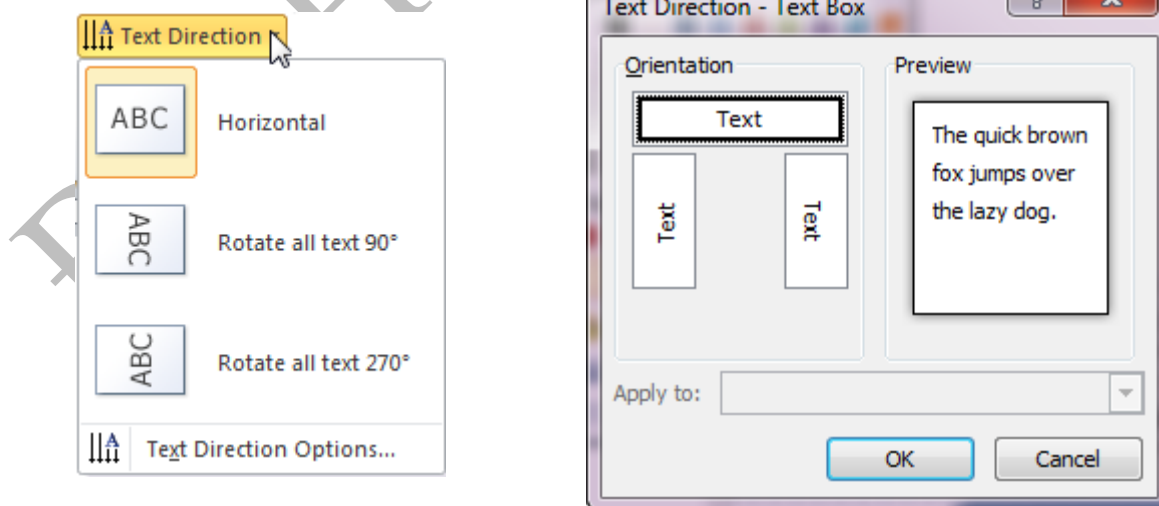 Text Direction
ABC Horizontal
ABC Rotate all text 90°
ABC Rotate all text 270°
Text Direction Options...
Text Direction - Text Box
Orientation
Text
Text
Text
Preview
The quick brown
fox jumps over
the lazy dog.
Apply to:
OK
Cancel